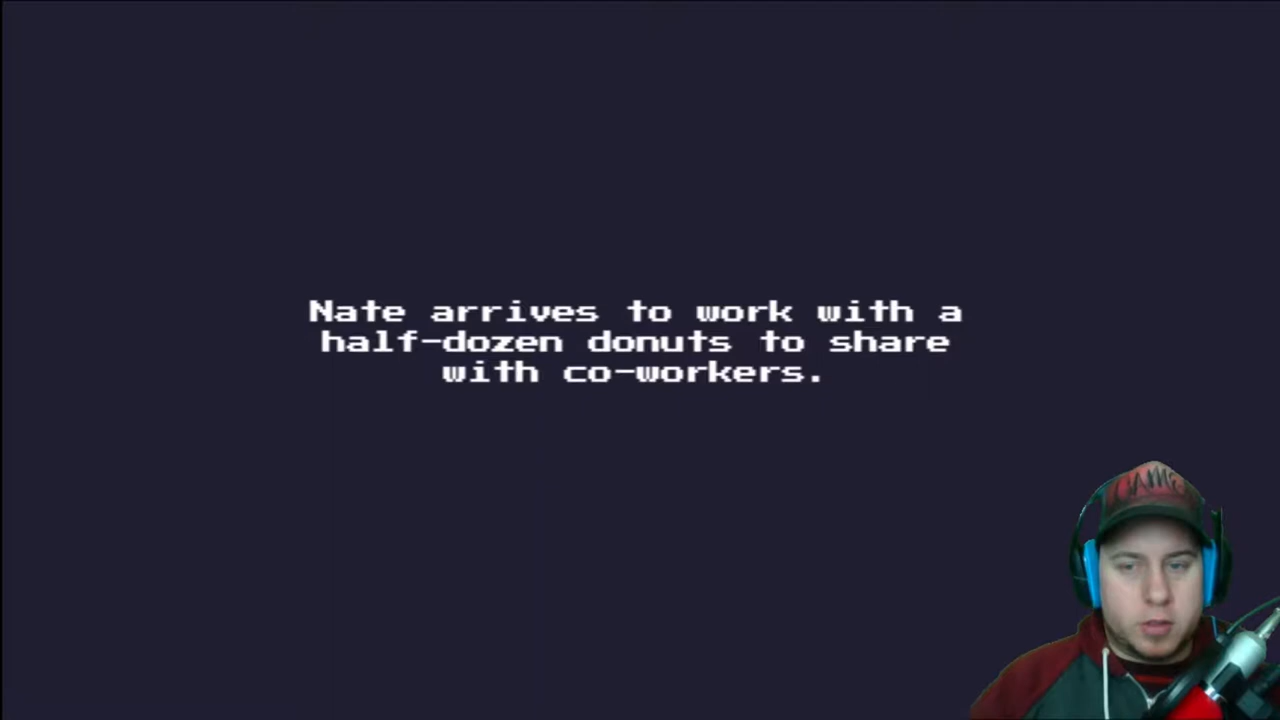 Nate arrives to work with a
half-dozen donuts to share
with co-workers.